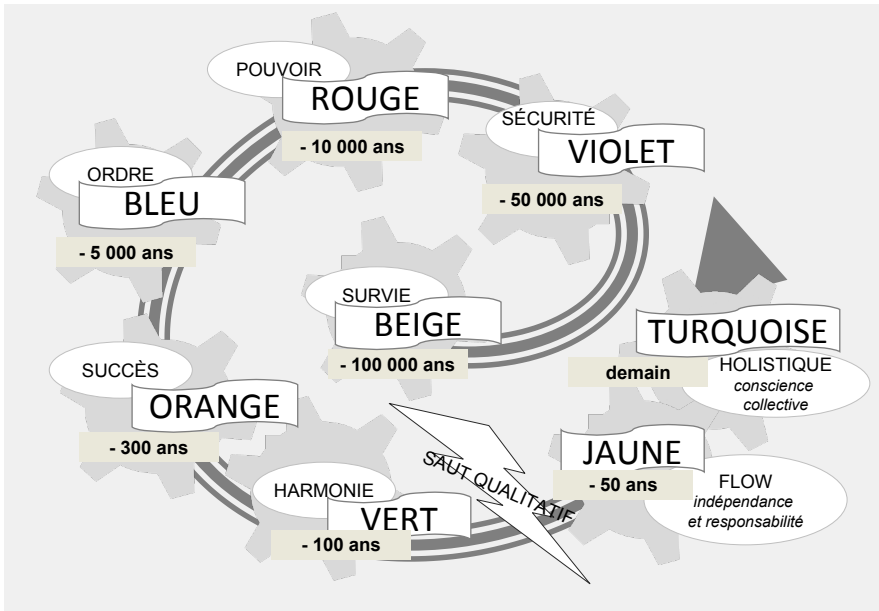 POUVOIR
ROUGE
- 10 000 ans
SÉCURITÉ
VIOLET
- 50 000 ans
ORDRE
BLEU
- 5 000 ans
SURVIE
BEIGE
- 100 000 ans
TURQUOISE
demain
HOLISTIQUE
conscience
collective
SUCCÈS
ORANGE
- 300 ans
JAUNE
- 50 ans
FLOW
indépendance
et responsabilité
SAUT QUALITATIF
HARMONIE
VERT
- 100 ans